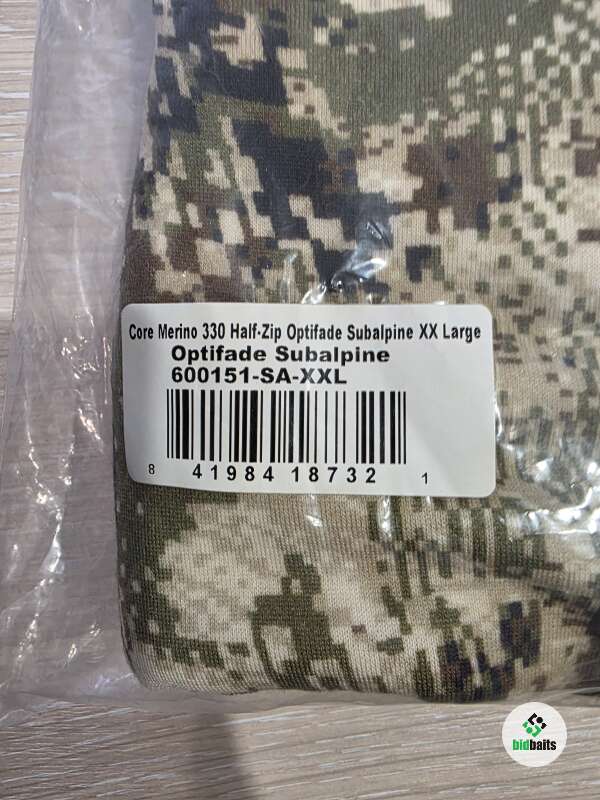 Core Merino 330 Half-Zip Optifade Subalpine XX Large
Optifade Subalpine
600151-SA-XXL
8 41984 18732 1
bidbaits